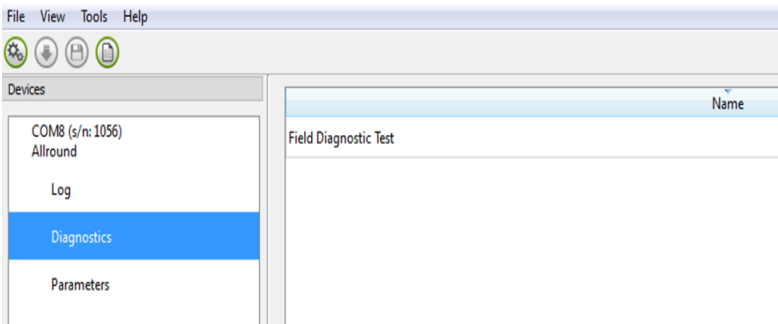 File View Tools Help
Devices
Name
COM8 (s/n: 1056)
Allround
Field Diagnostic Test
Log
Diagnostics
Parameters